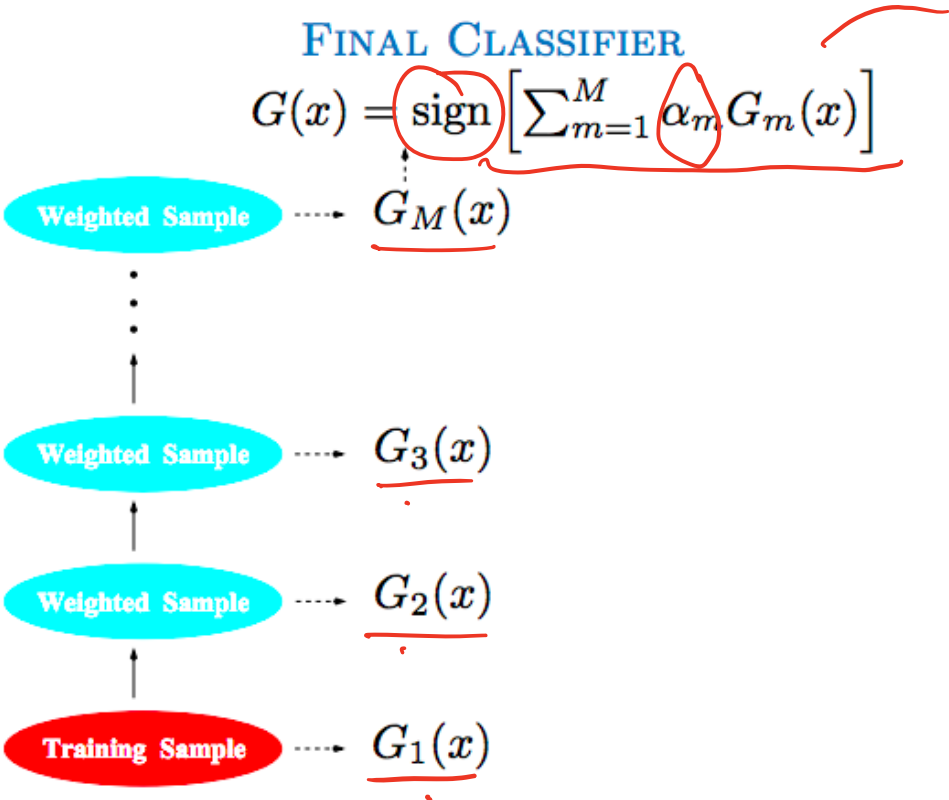 FINAL CLASSIFIER
G(x) = sign [∑_{m=1}^{M} α_m G_m(x)]
Weighted Sample G_M(x)
Weighted Sample G_3(x)
Weighted Sample G_2(x)
Training Sample G_1(x)